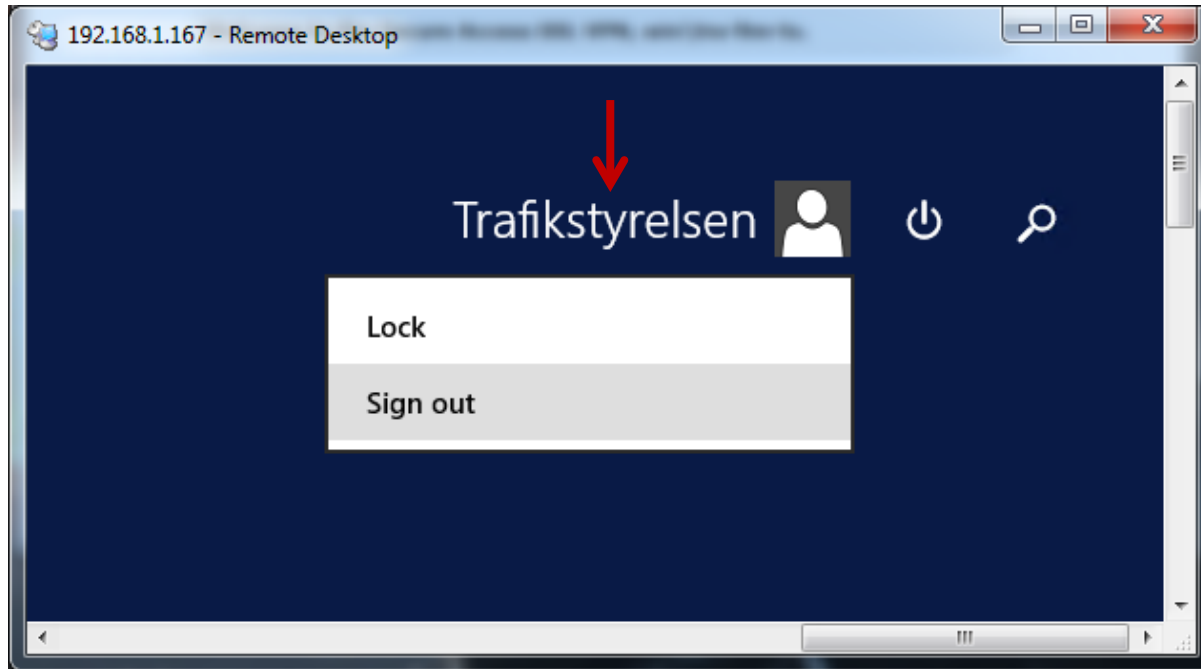 192.168.1.167 - Remote Desktop
Trafikstyrelsen
Lock
Sign out